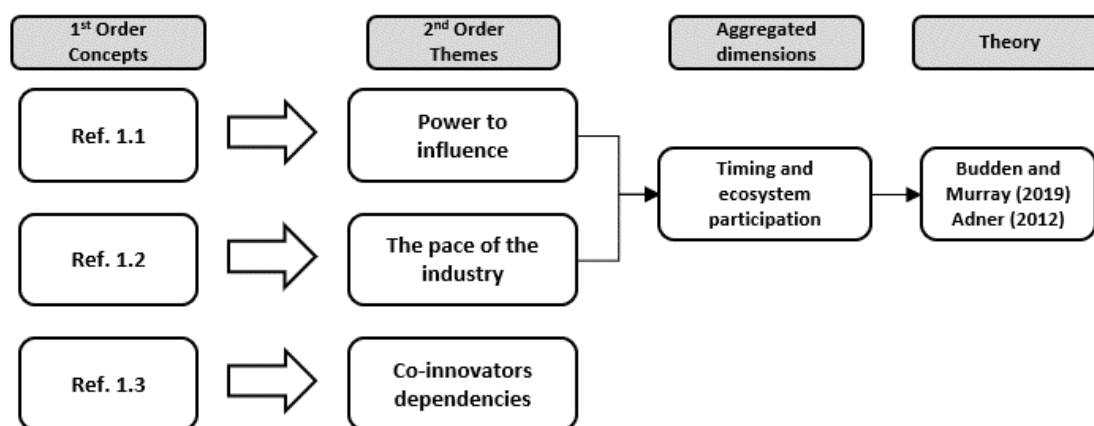 1st Order
Concepts
2nd Order
Themes
Aggregated
dimensions
Theory
Ref. 1.1
Power to
influence
Ref. 1.2
The pace of the
industry
Timing and
ecosystem
participation
Budden and
Murray (2019)
Adner (2012)
Ref. 1.3
Co-innovators
dependencies